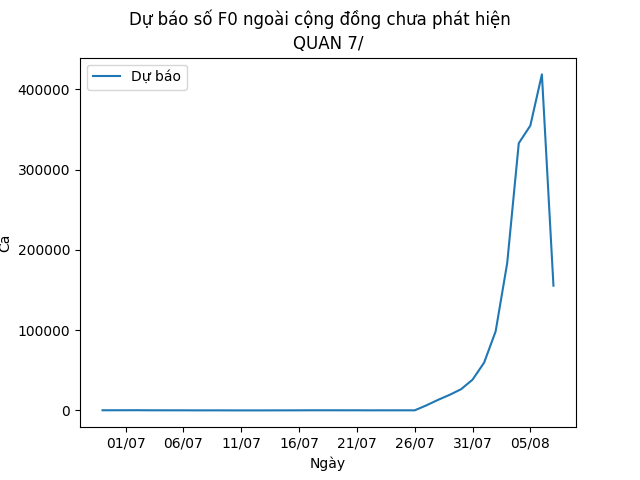 Dự báo số F0 ngoài cộng đồng chưa phát hiện
QUAN 7/
Dự báo
400000
300000
200000
100000
0
Ca
01/07 06/07 11/07 16/07 21/07 26/07 31/07 05/08
Ngày